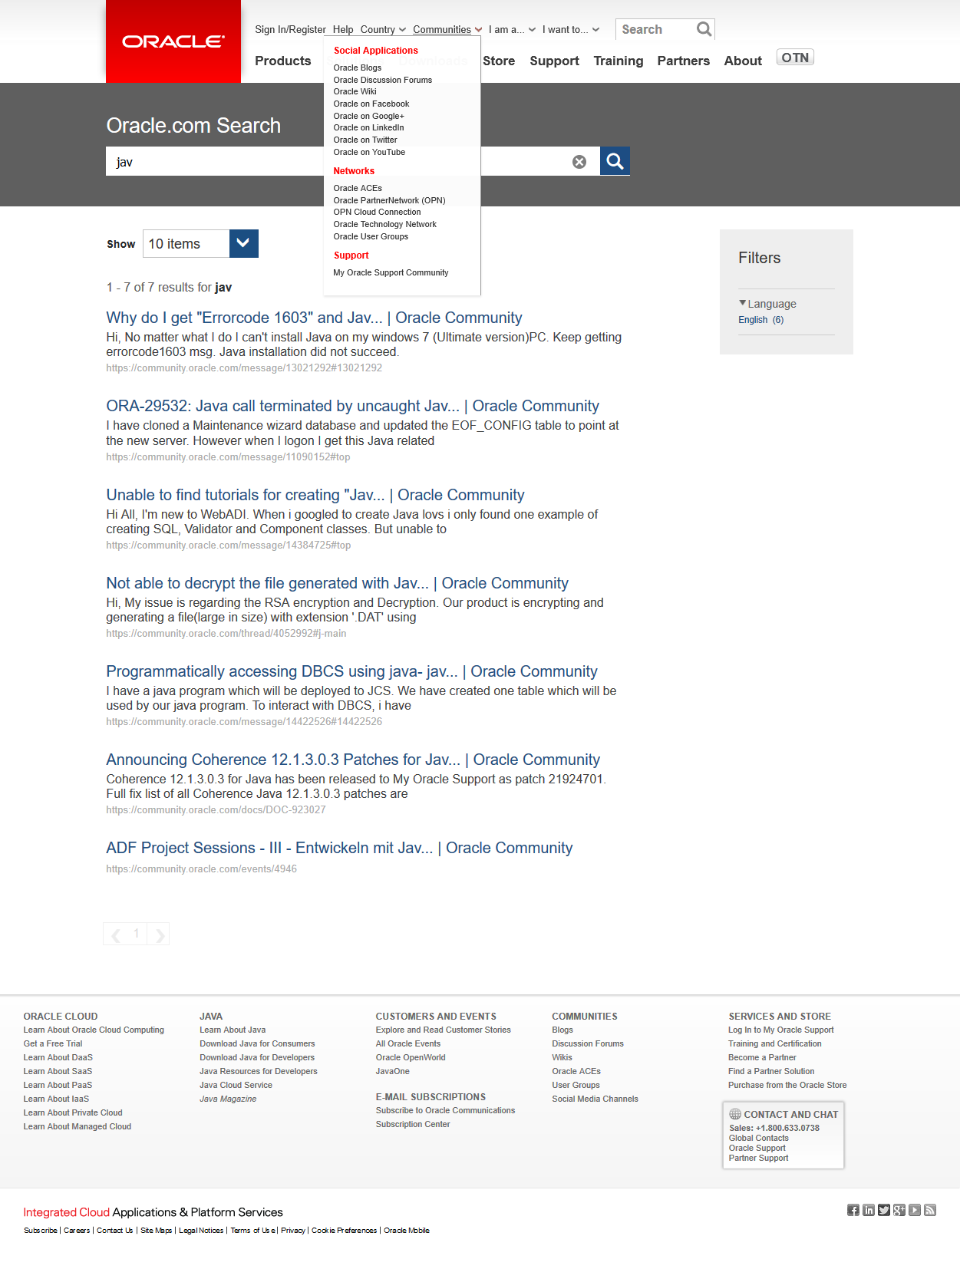 ORACLE
Sign In/Register Help Country Communities I am a... I want to... Search
Products Store Support Training Partners About OTN
Social Applications
Oracle Blogs
Oracle Discussion Forums
Oracle Wiki
Oracle on Facebook
Oracle on Google+
Oracle on LinkedIn
Oracle on Twitter
Oracle on YouTube
Networks
Oracle ACEs
Oracle PartnerNetwork (OPN)
OPN Cloud Connection
Oracle Technology Network
Oracle User Groups
Support
My Oracle Support Community
Oracle.com Search
jav
Show 10 items
1 - 7 of 7 results for jav
Filters
Language
English (6)
Why do I get "Errorcode 1603" and Jav... | Oracle Community
Hi, No matter what I do I can't install Java on my windows 7 (Ultimate version)PC. Keep getting
errorcode1603 msg. Java installation did not succeed.
https://community.oracle.com/message/13021292#13021292
ORA-29532: Java call terminated by uncaught Jav... | Oracle Community
I have cloned a Maintenance wizard database and updated the EOF_CONFIG table to point at
the new server. However when I logon I get this Java related
https://community.oracle.com/message/11090152#top
Unable to find tutorials for creating "Jav... | Oracle Community
Hi All, I'm new to WebADI. When i googled to create Java lovs i only found one example of
creating SQL, Validator and Component classes. But unable to
https://community.oracle.com/message/14384725#top
Not able to decrypt the file generated with Jav... | Oracle Community
Hi, My issue is regarding the RSA encryption and Decryption. Our product is encrypting and
generating a file(large in size) with extension '.DAT' using
https://community.oracle.com/thread/4052992#j-main
Programmatically accessing DBCS using java- jav... | Oracle Community
I have a java program which will be deployed to JCS. We have created one table which will be
used by our java program. To interact with DBCS, i have
https://community.oracle.com/message/14422526#14422526
Announcing Coherence 12.1.3.0.3 Patches for Jav... | Oracle Community
Coherence 12.1.3.0.3 for Java has been released to My Oracle Support as patch 21924701.
Full fix list of all Coherence Java 12.1.3.0.3 patches are
https://community.oracle.com/docs/DOC-923027
ADF Project Sessions - III - Entwickeln mit Jav... | Oracle Community
https://community.oracle.com/events/4946
1
ORACLE CLOUD
Learn About Oracle Cloud Computing
Get a Free Trial
Learn About DaaS
Learn About SaaS
Learn About PaaS
Learn About IaaS
Learn About Private Cloud
Learn About Managed Cloud
JAVA
Learn About Java
Download Java for Consumers
Download Java for Developers
Java Resources for Developers
Java Cloud Service
Java Magazine
CUSTOMERS AND EVENTS
Explore and Read Customer Stories
All Oracle Events
Oracle OpenWorld
JavaOne
E-MAIL SUBSCRIPTIONS
Subscribe to Oracle Communications
Subscription Center
COMMUNITIES
Blogs
Discussion Forums
Wikis
Oracle ACEs
User Groups
Social Media Channels
SERVICES AND STORE
Log In to My Oracle Support
Training and Certification
Become a Partner
Find a Partner Solution
Purchase from the Oracle Store
CONTACT AND CHAT
Sales: +1.800.633.0738
Global Contacts
Oracle Support
Partner Support
Integrated Cloud Applications & Platform Services
Subscribe | Careers | Contact Us | Site Maps | Legal Notices | Terms of Use | Privacy | Cookie Preferences | Oracle Mobile